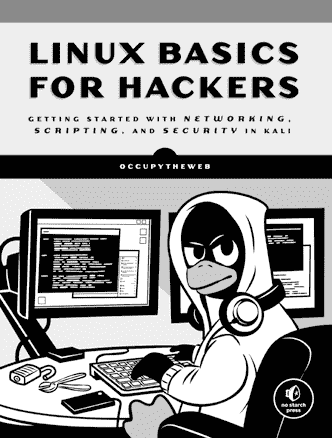 LINUX BASICS
FOR HACKERS
GETTING STARTED WITH NETWORKING,
SCRIPTING, AND SECURITY IN KALI
OCCUPYTHEWEB
no starch
press